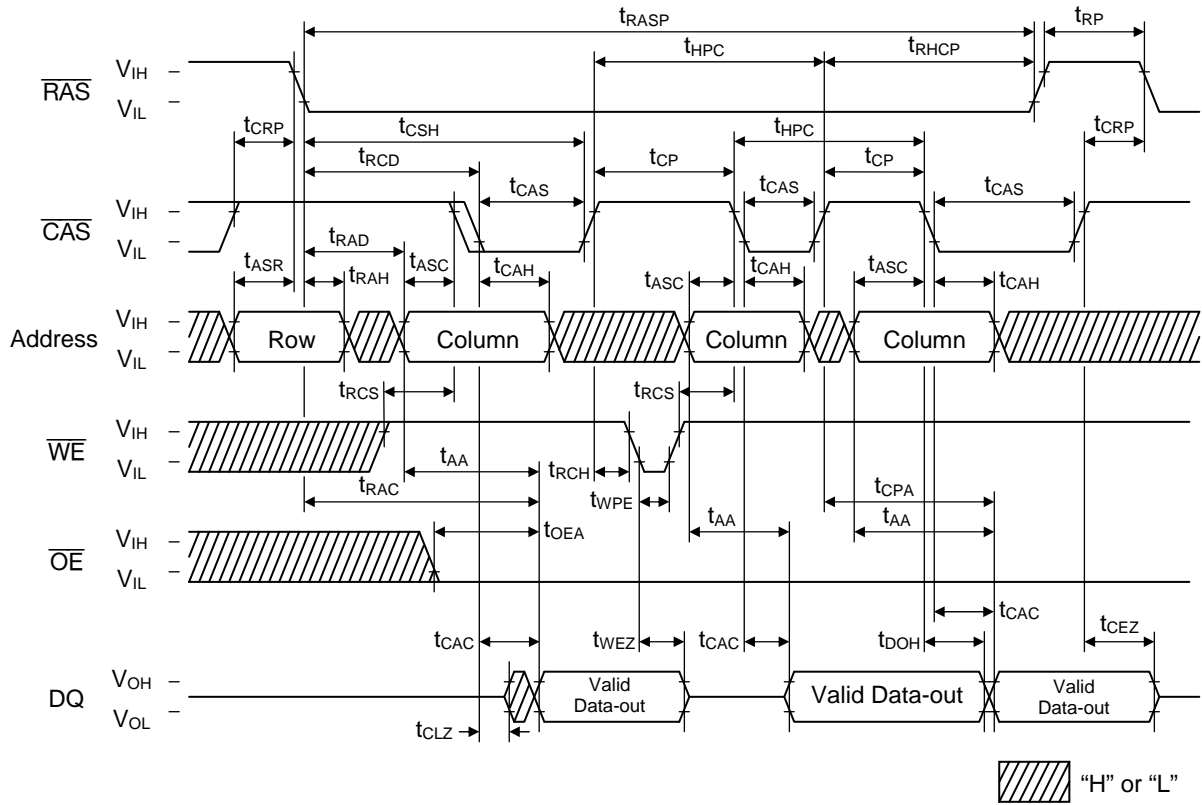 tRASP
tRP
tHPC
tRHCP
VIH
RAS
VIL
tCRP
tCSH
tHPC
tCRP
tRCD
tCP
tCP
tCAS
tCAS
tCAS
VIH
CAS
VIL
tRAD
tASR
tRAH
tASC
tCAH
tASC
tCAH
tASC
tCAH
VIH
Address
Row
Column
Column
Column
VIL
tRCS
tRCS
VIH
WE
VIL
tAA
tRCH
tRAC
tWPE
tCPA
tAA
tAA
tOEA
VIH
OE
VIL
tCAC
tCAC
tWEZ
tCAC
tDOH
tCEZ
VOH
DQ
Valid
Data-out
Valid Data-out
Valid
Data-out
VOL
tCLZ
“H” or “L”